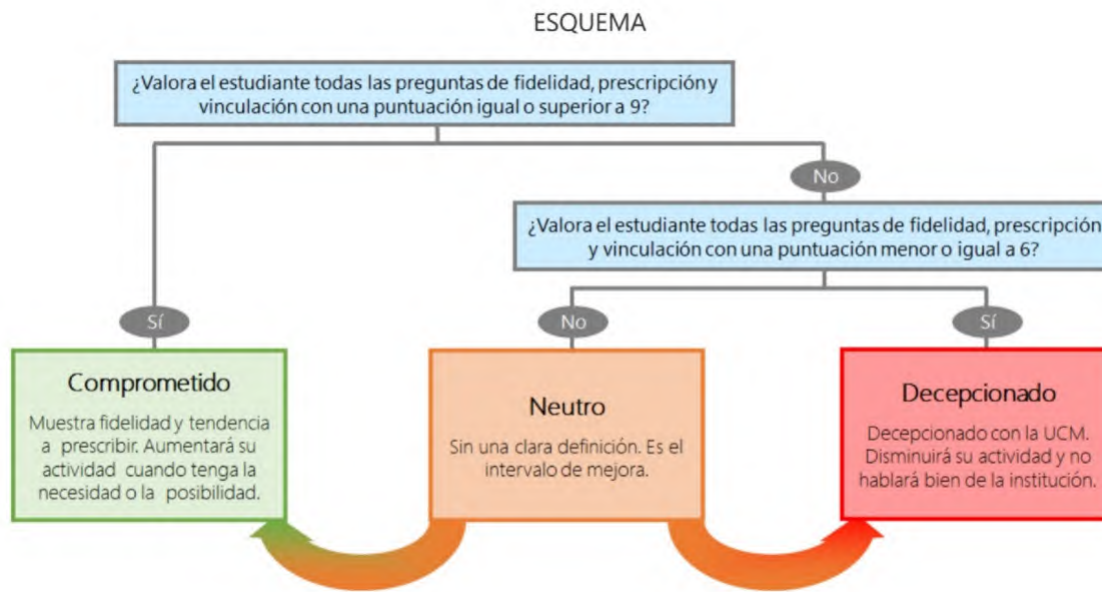 ESQUEMA
¿Valora el estudiante todas las preguntas de fidelidad, prescripción y
vinculación con una puntuación igual o superior a 9?
No
¿Valora el estudiante todas las preguntas de fidelidad, prescripción
y vinculación con una puntuación menor o igual a 6?
Sí
No
Sí
Comprometido
Muestra fidelidad y tendencia
a prescribir. Aumentará su
actividad cuando tenga la
necesidad o la posibilidad.
Neutro
Sin una clara definición. Es el
intervalo de mejora.
Decepcionado
Decepcionado con la UCM.
Disminuirá su actividad y no
hablará bien de la institución.